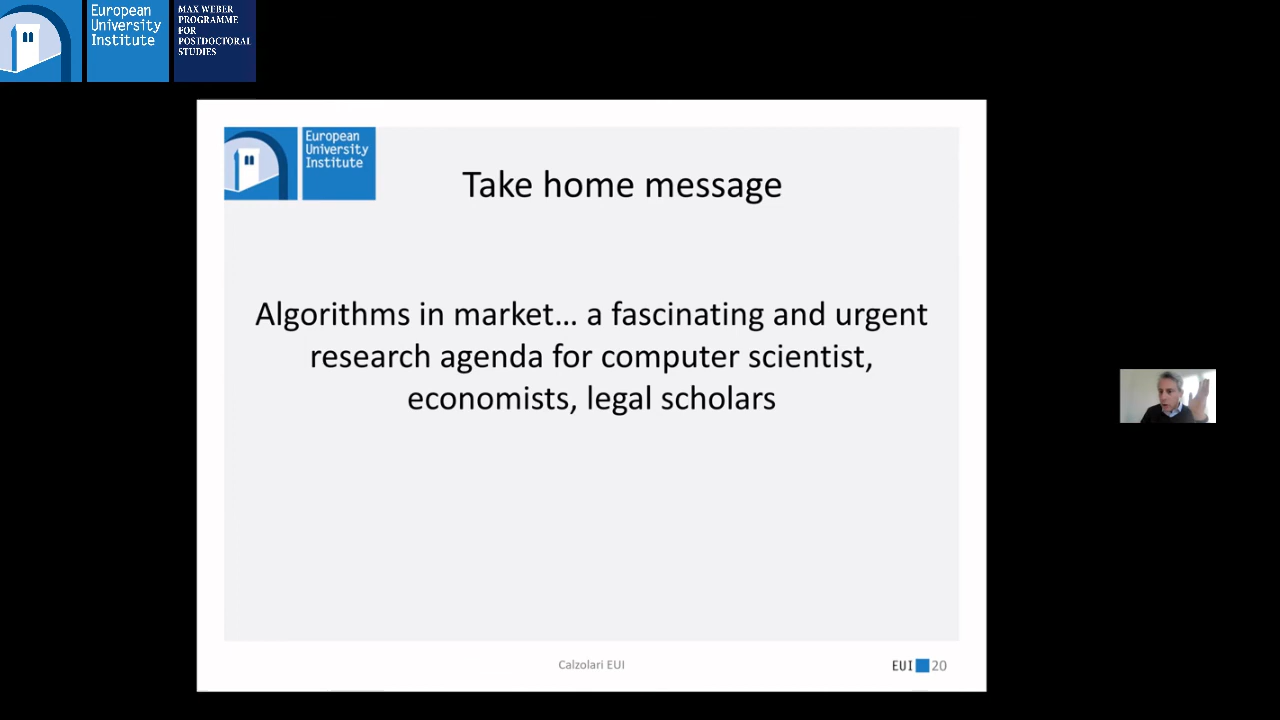 European
University
Institute
MAX WEBER
PROGRAMME
FOR
POSTDOCTORAL
STUDIES
European
University
Institute
Take home message
Algorithms in market... a fascinating and urgent
research agenda for computer scientist,
economists, legal scholars
Calzolari EUI
EUI 20